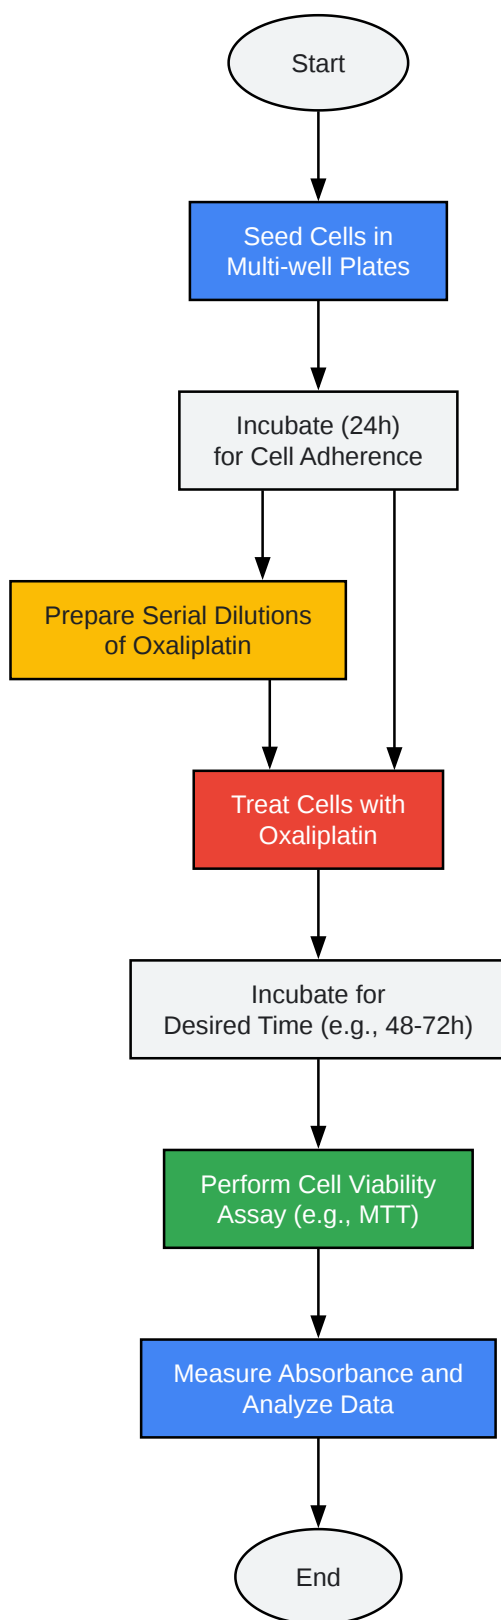 Start
Seed Cells in
Multi-well Plates
Incubate (24h)
for Cell Adherence
Prepare Serial Dilutions
of Oxaliplatin
Treat Cells with
Oxaliplatin
Incubate for
Desired Time (e.g., 48-72h)
Perform Cell Viability
Assay (e.g., MTT)
Measure Absorbance and
Analyze Data
End